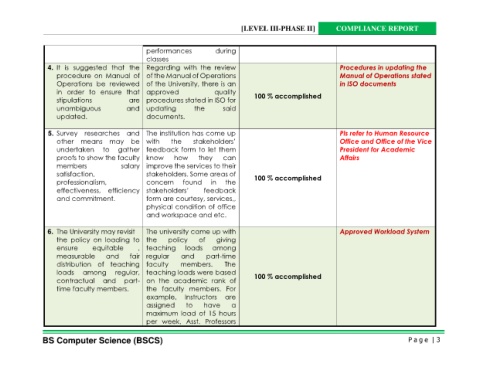 [LEVEL III-PHASE II] COMPLIANCE REPORT
performances during
classes
4. It is suggested that the
procedure on Manual of
Operations be reviewed
in order to ensure that
stipulations are
unambiguous and
updated.
Regarding with the review
of the Manual of Operations
of the University, there is an
approved quality
procedures stated in ISO for
updating the said
documents.
100 % accomplished
Procedures in updating the
Manual of Operations stated
in ISO documents
5. Survey researches and
other means may be
undertaken to gather
proofs to show the faculty
members salary
satisfaction,
professionalism,
effectiveness, efficiency
and commitment.
The institution has come up
with the stakeholders'
feedback form to let them
know how they can
improve the services to their
stakeholders. Some areas of
concern found in the
stakeholders' feedback
form are courtesy, services,,
physical condition of office
and workspace and etc.
100 % accomplished
Pls refer to Human Resource
Office and Office of the Vice
President for Academic
Affairs
6. The University may revisit
the policy on loading to
ensure equitable ,
measurable and fair
distribution of teaching
loads among regular,
contractual and part-
time faculty members.
The university came up with
the policy of giving
teaching loads among
regular and part-time
faculty members. The
teaching loads were based
on the academic rank of
the faculty members. For
example, Instructors are
assigned to have a
maximum load of 15 hours
per week, Asst. Professors
100 % accomplished
Approved Workload System
BS Computer Science (BSCS) Page | 3